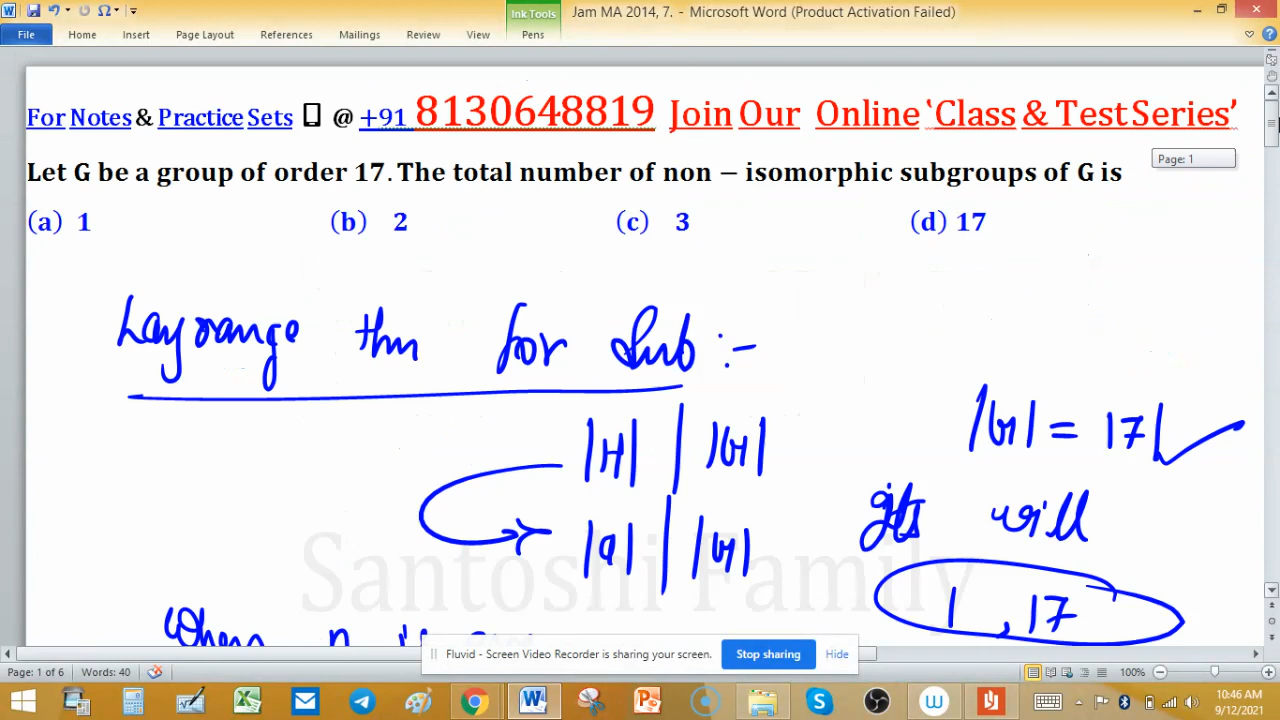 Ink Tools
Jam MA 2014, 7. - Microsoft Word (Product Activation Failed)
File Home Insert Page Layout References Mailings Review View Pens
For Notes & Practice Sets @ +91 8130648819 Join Our Online 'Class & Test Series'
Let G be a group of order 17. The total number of non − isomorphic subgroups of G is
Page: 1
(a) 1 (b) 2 (c) 3 (d) 17
Lagrange thm for Sub :-
|G| = 17
|H| | |G|
will
|a| | |G|
1, 17
Santoshi Family
When n is
Fluvid - Screen Video Recorder is sharing your screen. Stop sharing Hide
Page: 1 of 6 Words: 40 100%
10:46 AM
9/12/2021